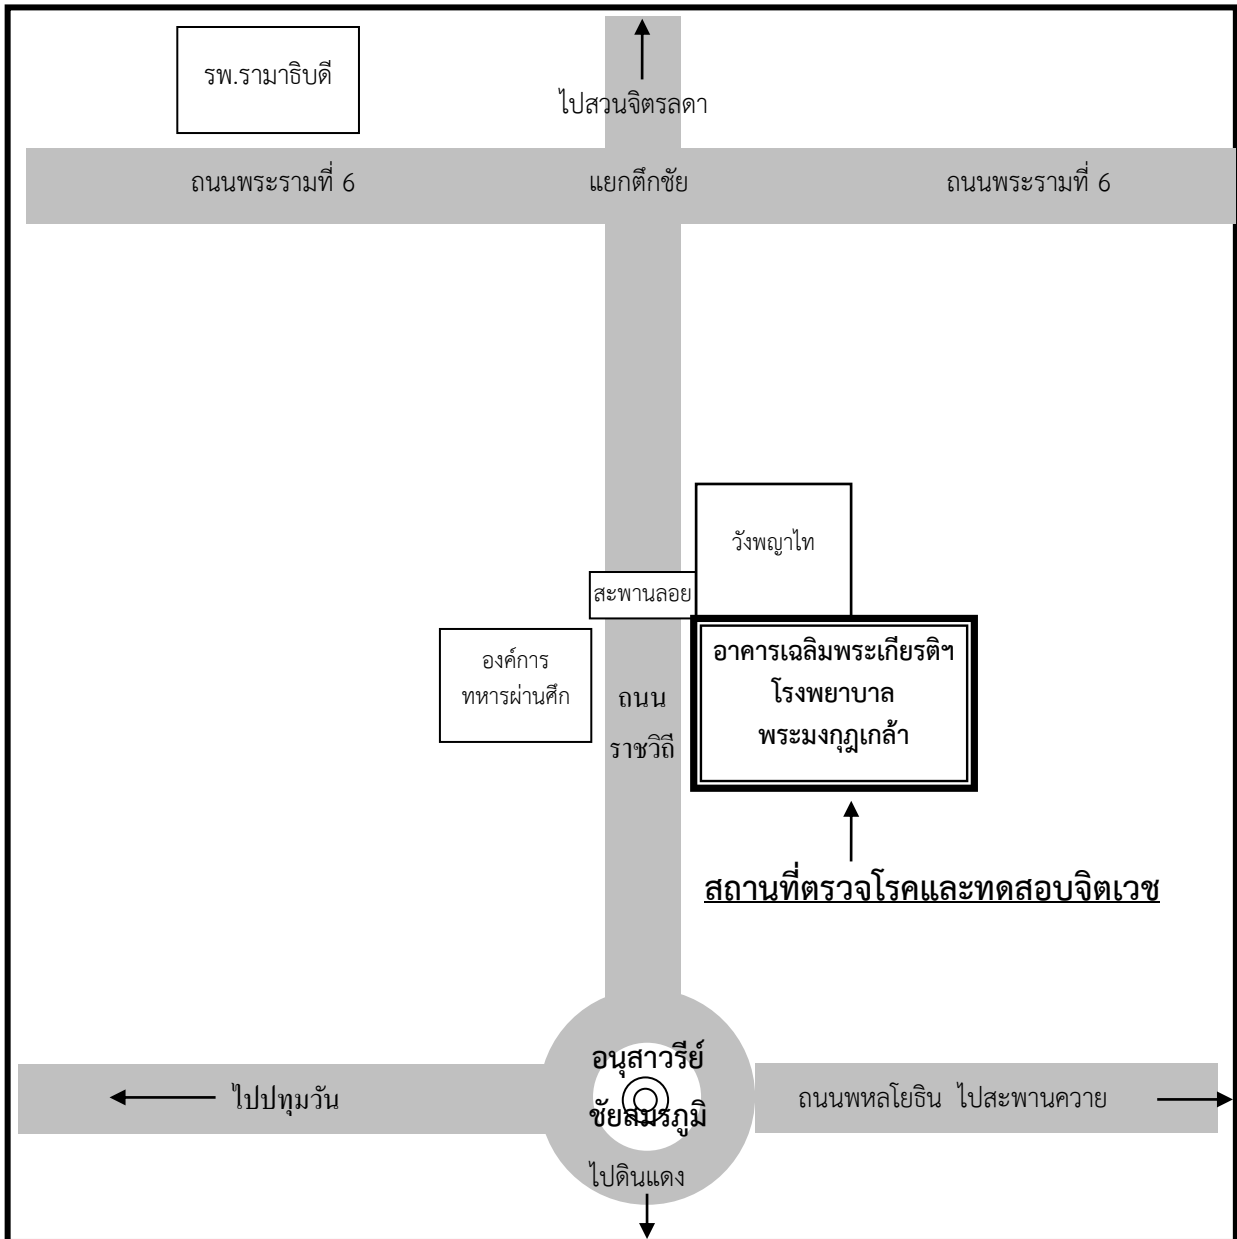 รพ.รามาธิบดี
ไปสวนจิตรลดา
ถนนพระรามที่ 6
แยกตึกชัย
ถนนพระรามที่ 6
วังพญาไท
สะพานลอย
องค์การ
ทหารผ่านศึก
ถนน
ราชวิถี
อาคารเฉลิมพระเกียรติฯ
โรงพยาบาล
พระมงกุฎเกล้า
สถานที่ตรวจโรคและทดสอบจิตเวช
อนุสาวรีย์
ชัยสมรภูมิ
ไปปทุมวัน
ถนนพหลโยธิน ไปสะพานควาย
ไปดินแดง